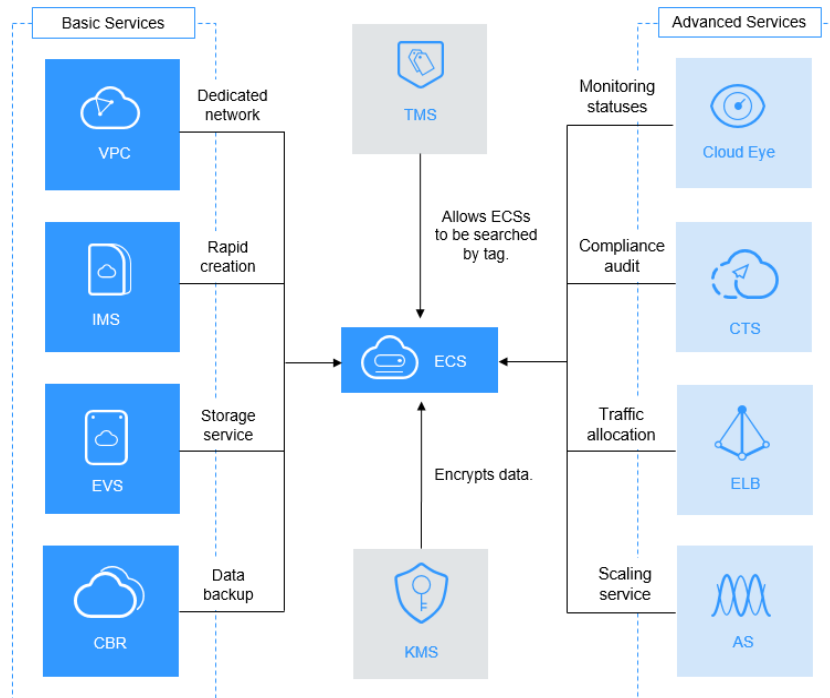 Basic Services
Advanced Services
VPC
Dedicated
network
IMS
Rapid
creation
EVS
Storage
service
CBR
Data
backup
TMS
Allows ECSs
to be searched
by tag.
ECS
Encrypts data.
KMS
Monitoring
statuses
Cloud Eye
Compliance
audit
CTS
Traffic
allocation
ELB
Scaling
service
AS